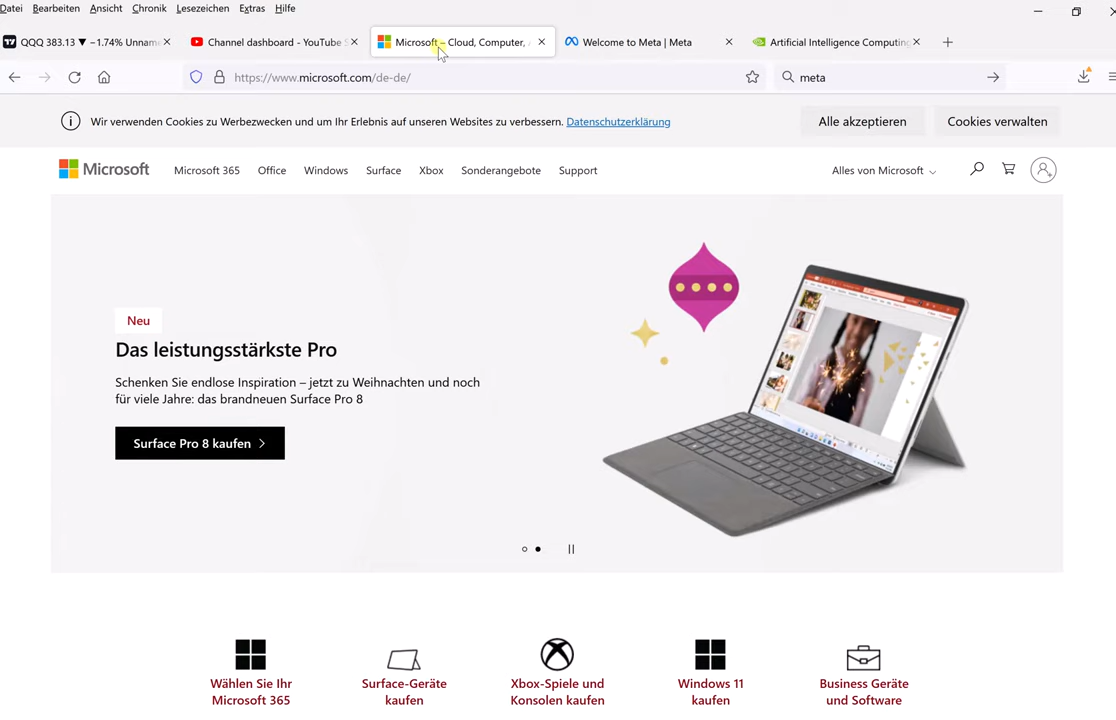 Datei Bearbeiten Ansicht Chronik Lesezeichen Extras Hilfe
QQQ 383.13 ▼ −1.74% Unnam
Channel dashboard - YouTube S
Microsoft – Cloud, Computer,
Welcome to Meta | Meta
Artificial Intelligence Computing
https://www.microsoft.com/de-de/
meta
Wir verwenden Cookies zu Werbezwecken und um Ihr Erlebnis auf unseren Websites zu verbessern. Datenschutzerklärung
Alle akzeptieren
Cookies verwalten
Microsoft
Microsoft 365 Office Windows Surface Xbox Sonderangebote Support
Alles von Microsoft
Neu
Das leistungsstärkste Pro
Schenken Sie endlose Inspiration – jetzt zu Weihnachten und noch
für viele Jahre: das brandneuen Surface Pro 8
Surface Pro 8 kaufen
Wählen Sie Ihr
Microsoft 365
Surface-Geräte
kaufen
Xbox-Spiele und
Konsolen kaufen
Windows 11
kaufen
Business Geräte
und Software